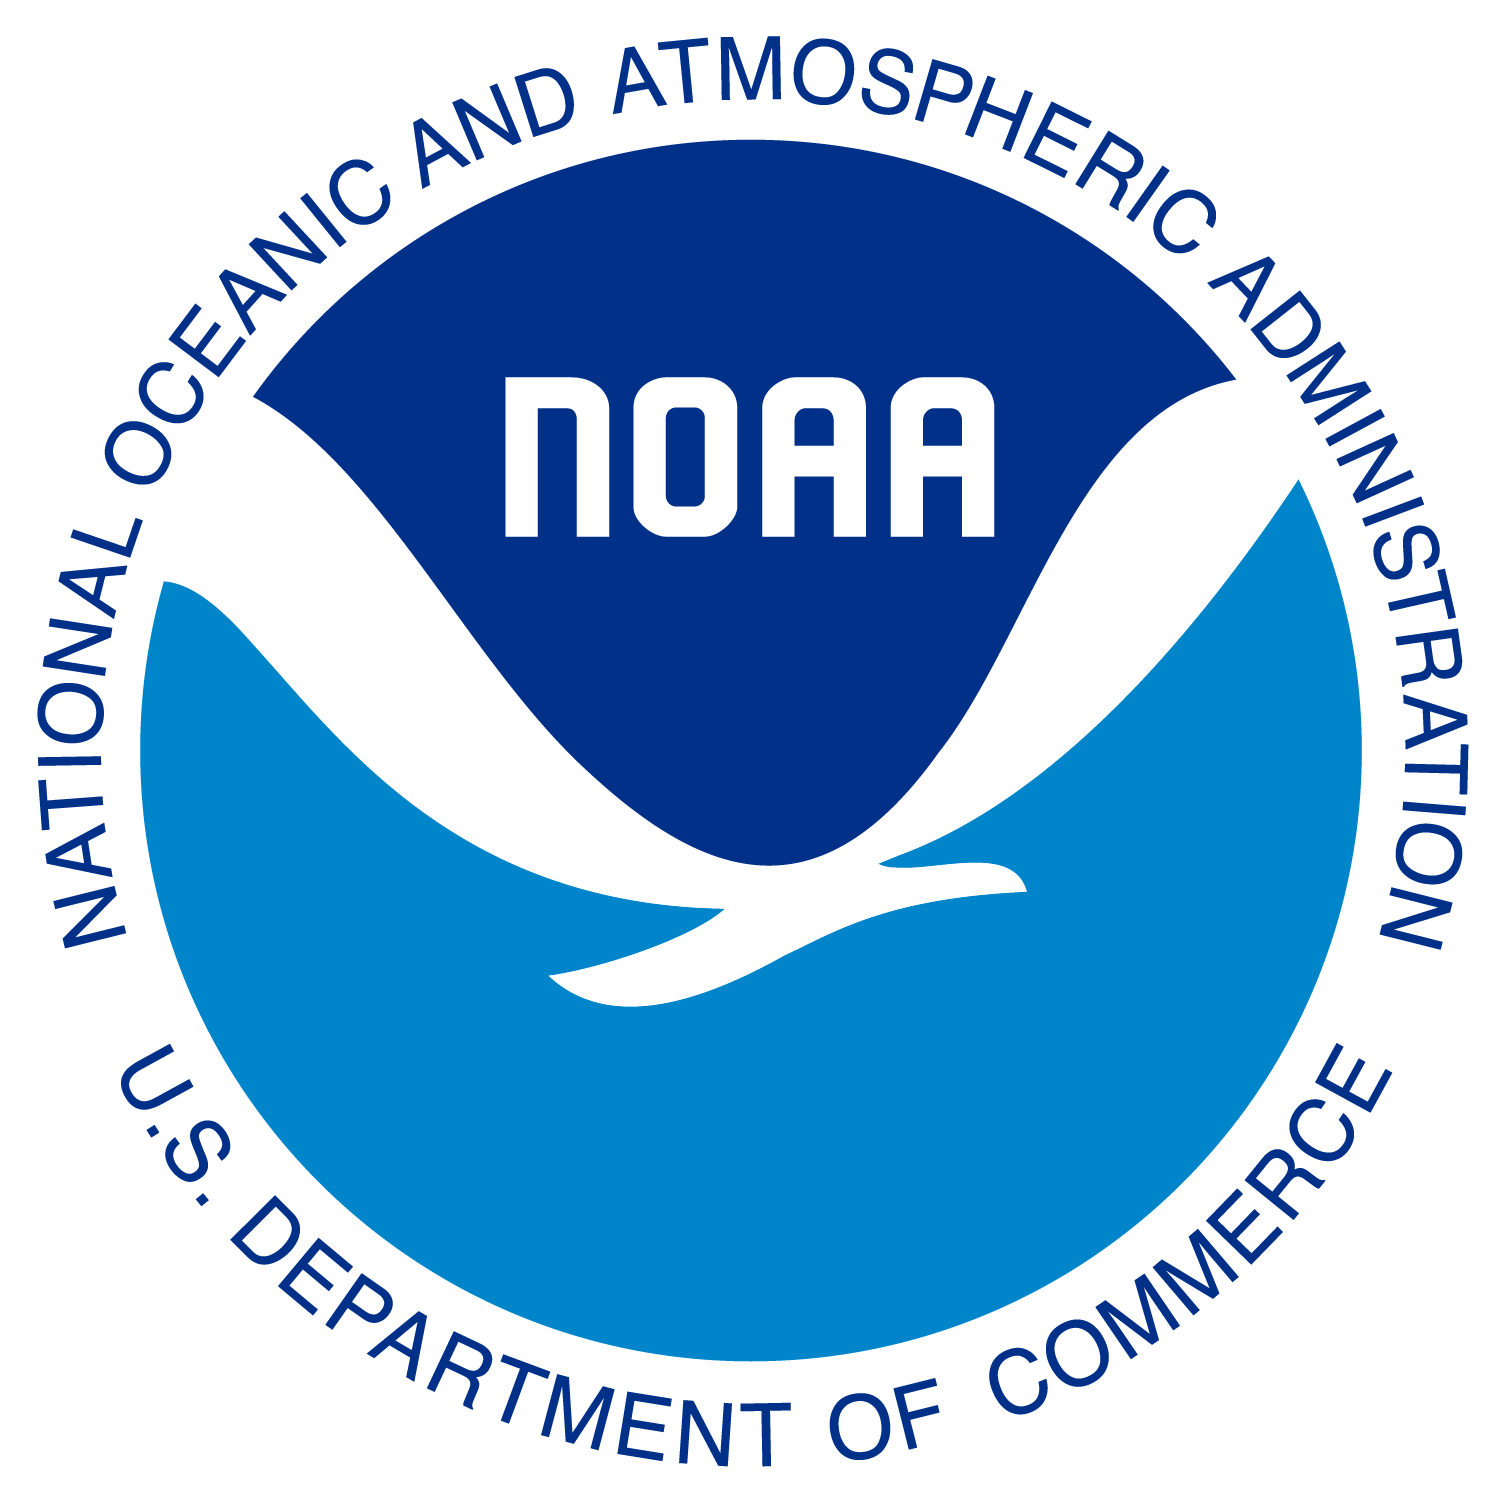 NATIONAL OCEANIC AND ATMOSPHERIC ADMINISTRATION
NOAA
U.S. DEPARTMENT OF COMMERCE